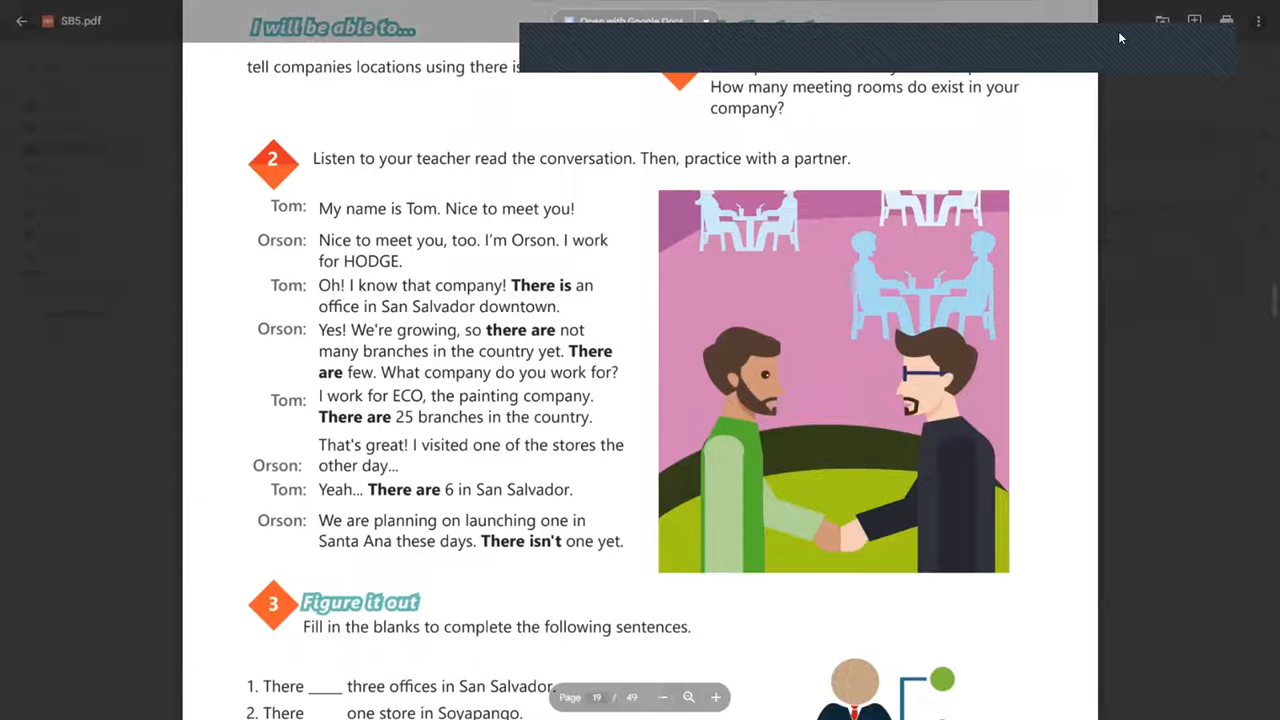 SB5.pdf
Open with Google Docs
I will be able to...
tell companies locations using there is
How many meeting rooms do exist in your
company?
2
Listen to your teacher read the conversation. Then, practice with a partner.
Tom: My name is Tom. Nice to meet you!
Orson: Nice to meet you, too. I’m Orson. I work
for HODGE.
Tom: Oh! I know that company! There is an
office in San Salvador downtown.
Orson: Yes! We're growing, so there are not
many branches in the country yet. There
are few. What company do you work for?
Tom: I work for ECO, the painting company.
There are 25 branches in the country.
That's great! I visited one of the stores the
Orson: other day...
Tom: Yeah... There are 6 in San Salvador.
Orson: We are planning on launching one in
Santa Ana these days. There isn't one yet.
3
Figure it out
Fill in the blanks to complete the following sentences.
1. There ____ three offices in San Salvador.
2. There ____ one store in Soyapango.
Page 19 / 49